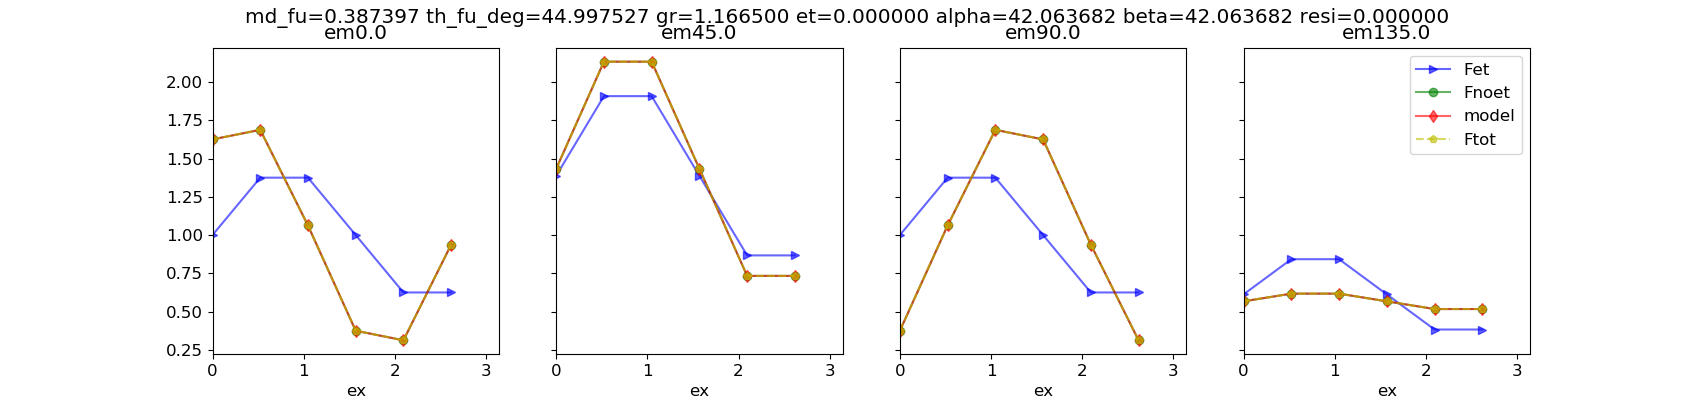 md_fu=0.387397 th_fu_deg=44.997527 gr=1.166500 et=0.000000 alpha=42.063682 beta=42.063682 resi=0.000000
em0.0
em45.0
em90.0
em135.0
2.00
1.75
1.50
1.25
1.00
0.75
0.50
0.25
Fet
Fnoet
model
Ftot
0 1 2 3
0 1 2 3
0 1 2 3
0 1 2 3
ex
ex
ex
ex